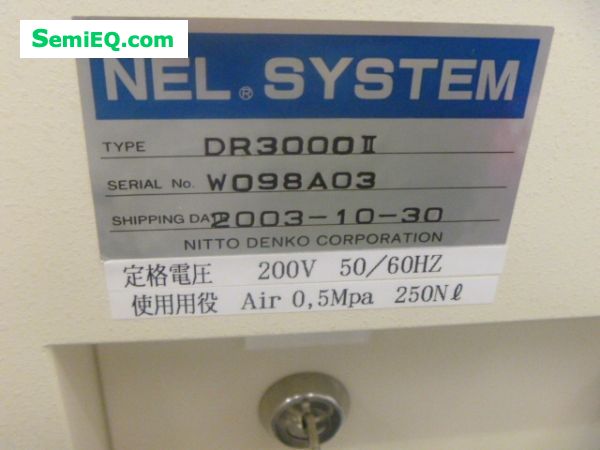 SemiEQ.com
NEL® SYSTEM
TYPE DR3000II
SERIAL No. W098A03
SHIPPING DA 2003-10-30
NITTO DENKO CORPORATION
定格電圧 200V 50/60HZ
使用用役 Air 0,5Mpa 250Nℓ